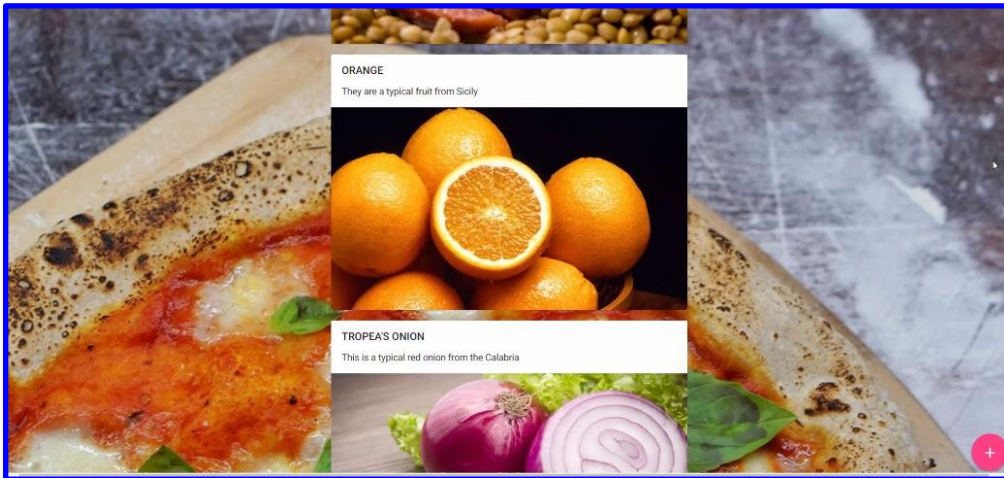 ORANGE
They are a typical fruit from Sicily
TROPEA'S ONION
This is a typical red onion from the Calabria
+